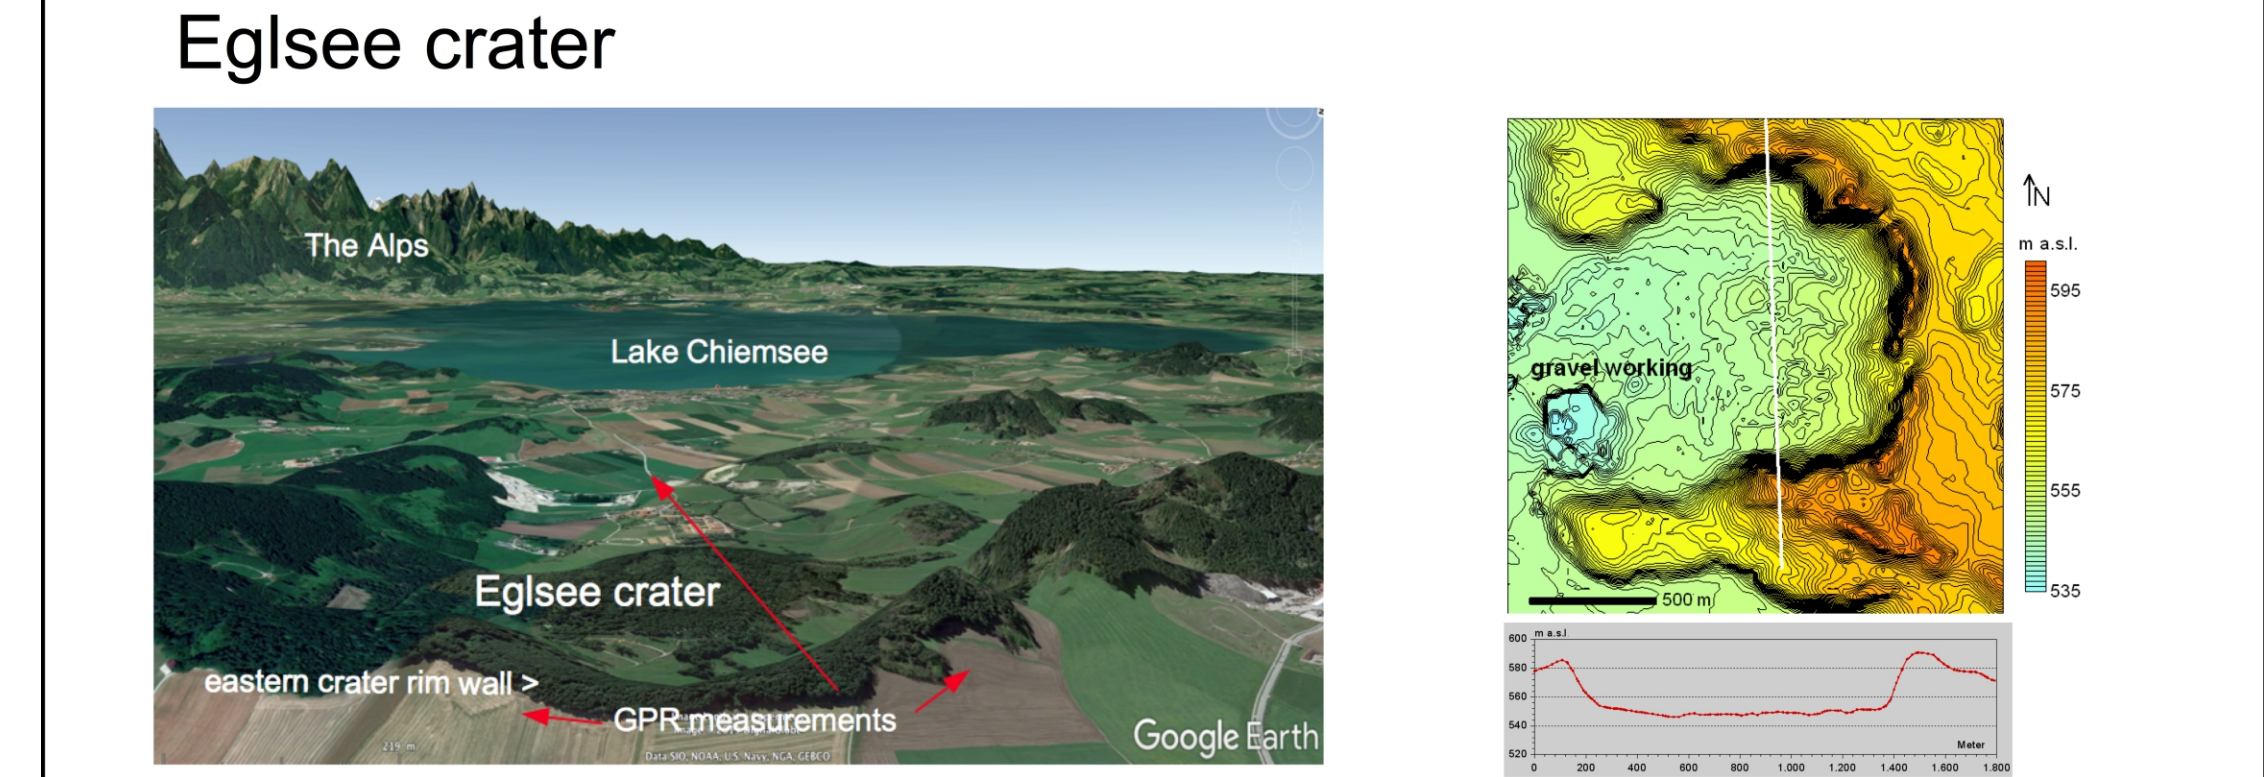 Eglsee crater
The Alps
Lake Chiemsee
Eglsee crater
eastern crater rim wall >
GPR measurements
219 m
Data SIO, NOAA, U.S. Navy, NGA, GEBCO
Google Earth
gravel working
500 m
N
m a.s.l.
595
575
555
535
m a.s.l.
600
580
560
540
520
Meter
0 200 400 600 800 1.000 1.200 1.400 1.600 1.800